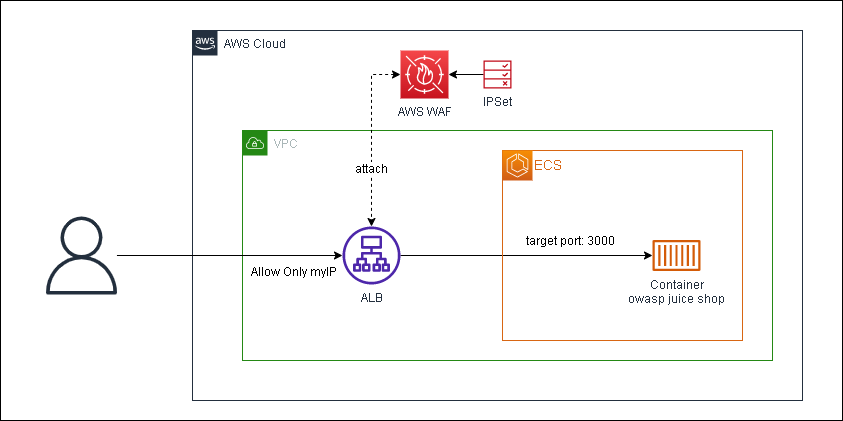 aws
AWS Cloud
AWS WAF
IPSet
VPC
attach
ECS
target port: 3000
Allow Only myIP
ALB
Container
owasp juice shop